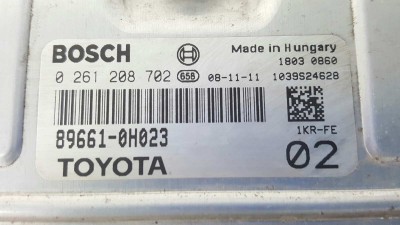 BOSCH
Made in Hungary
1803 0860
0 261 208 702 658 08-11-11 1039S24628
89661-0H023
1KR-FE
TOYOTA
02